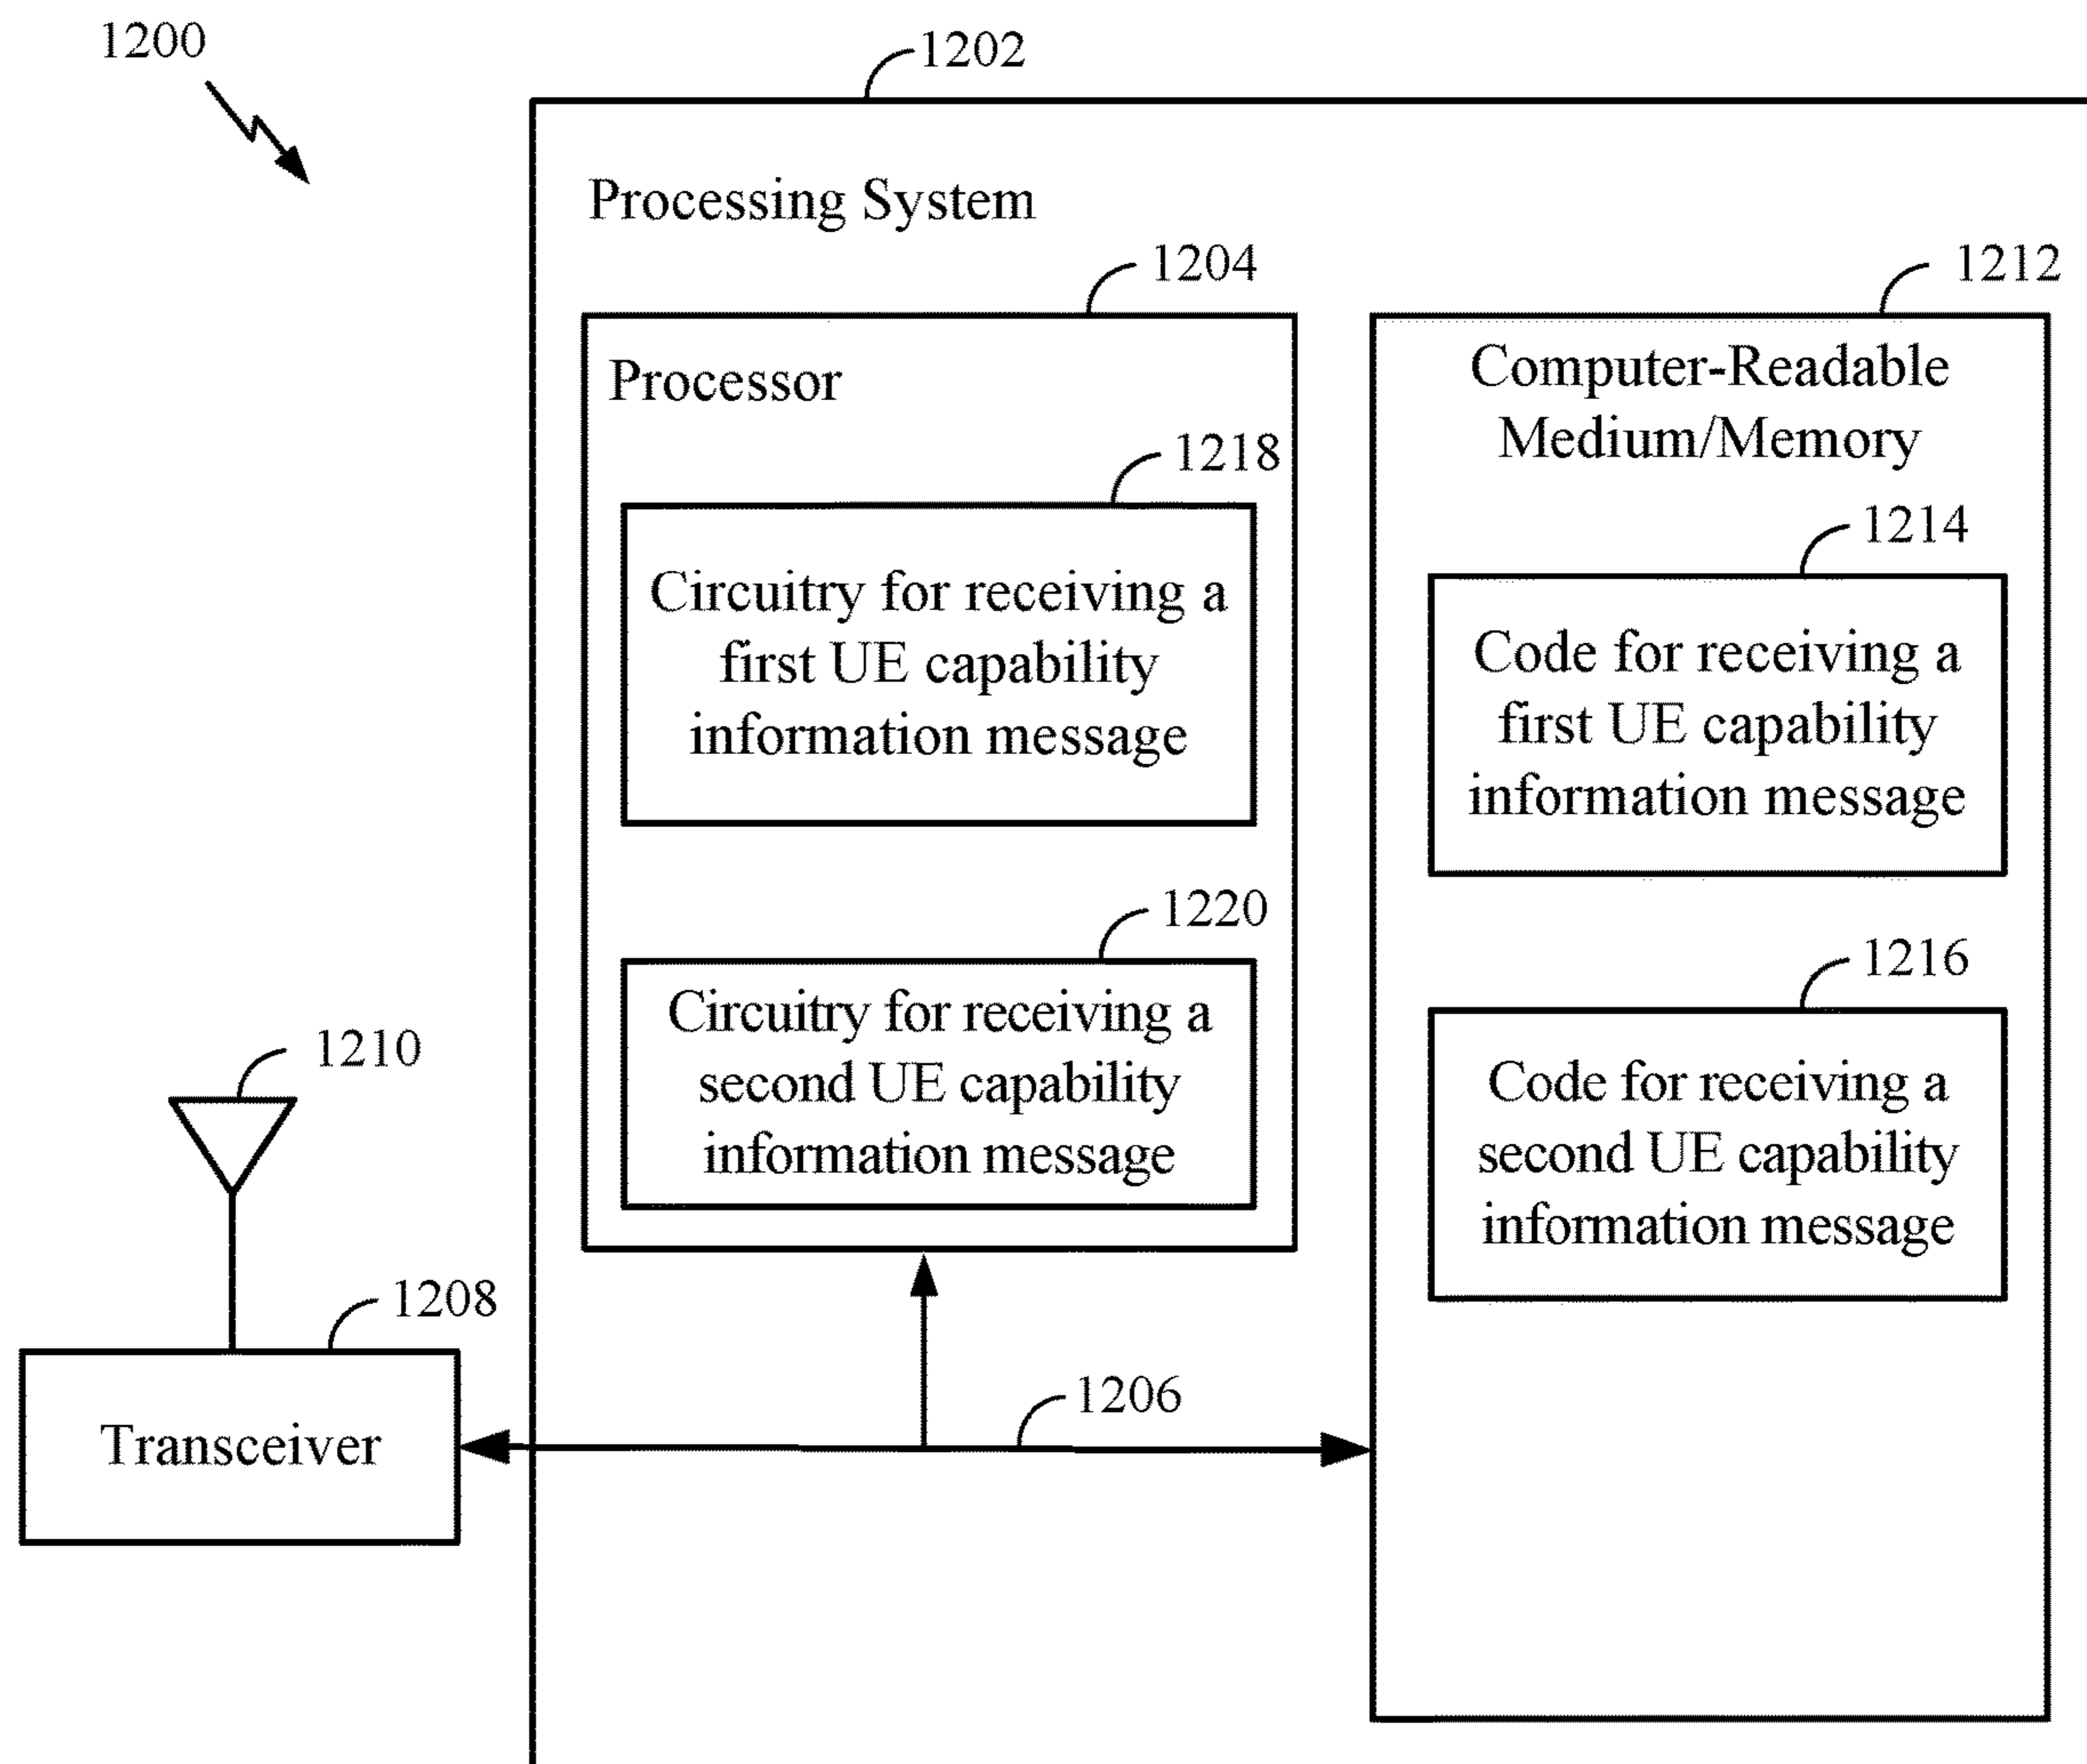 1200
1202
Processing System
1204
1212
Processor
Computer-Readable
Medium/Memory
1218
Circuitry for receiving a
first UE capability
information message
1214
Code for receiving a
first UE capability
information message
1220
Circuitry for receiving a
second UE capability
information message
1216
Code for receiving a
second UE capability
information message
1210
1208
Transceiver
1206